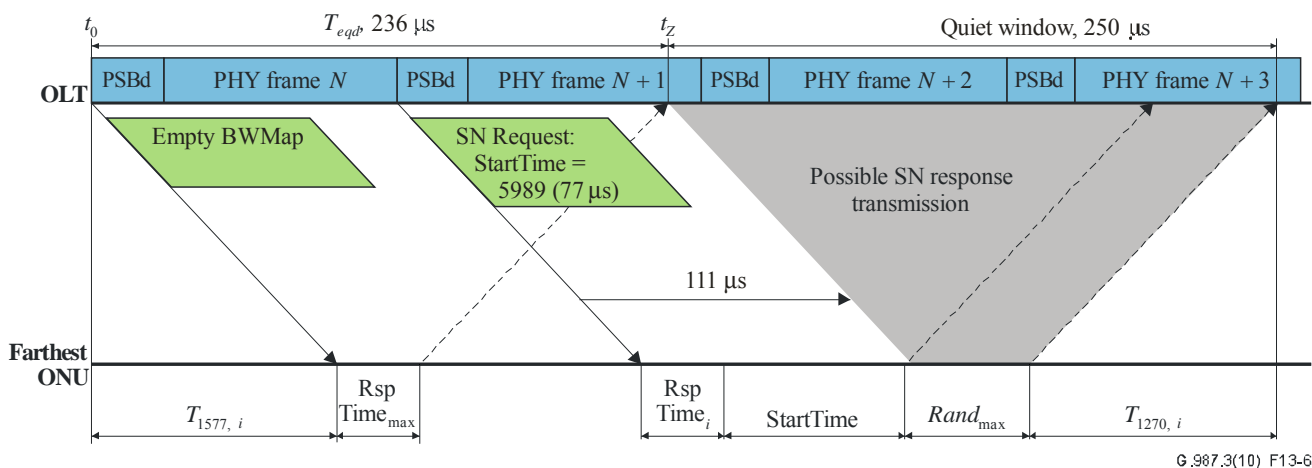 t0 Teqd, 236 µs tZ Quiet window, 250 µs
PSBd PHY frame N PSBd PHY frame N + 1 PSBd PHY frame N + 2 PSBd PHY frame N + 3
OLT
Empty BWMap
SN Request:
StartTime =
5989 (77 µs)
Possible SN response
transmission
111 µs
Farthest
ONU
T1577, i
Rsp
Timemax
Rsp
Timei
StartTime
Randmax
T1270, i
G.987.3(10)_F13-6